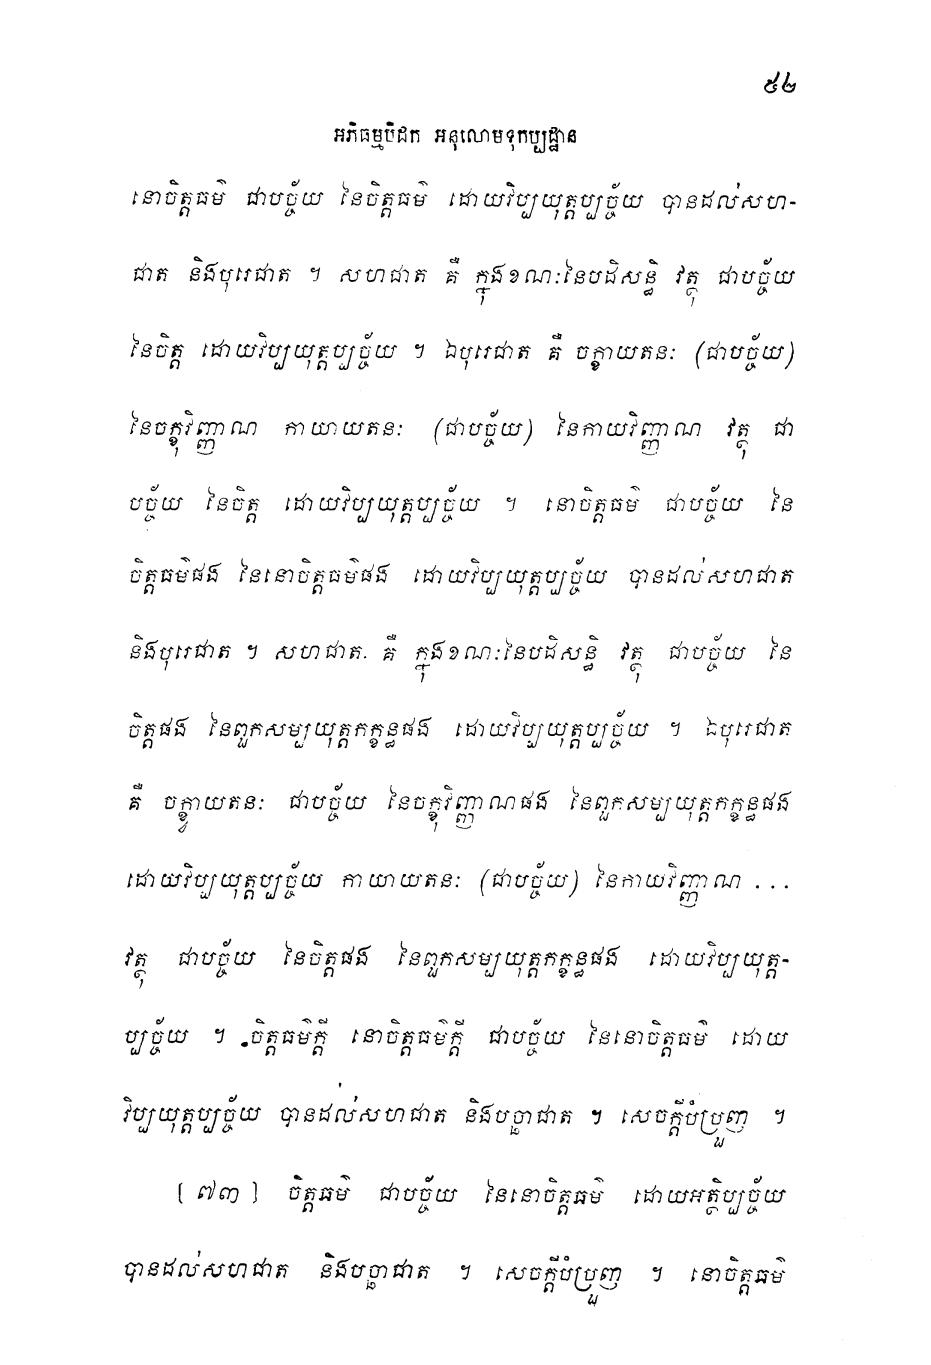 ៥២
អភិធម្មបិដក អនុលោមទុកប្បដ្ឋាន
នោចិត្តធម៌ ជាបច្ច័យ នៃចិត្តធម៌ ដោយវិប្បយុត្តប្បច្ច័យ បានដល់សហ-
ជាត និងបុរេជាត ។ សហជាត គឺ ក្នុងខណៈនៃបដិសន្ធិ វត្ថុ ជាបច្ច័យ
នៃចិត្ត ដោយវិប្បយុត្តប្បច្ច័យ ។ ឯបុរេជាត គឺ ចក្ខាយតនៈ (ជាបច្ច័យ)
នៃចក្ខុវិញ្ញាណ កាយាយតនៈ (ជាបច្ច័យ) នៃកាយវិញ្ញាណ វត្ថុ ជា
បច្ច័យ នៃចិត្ត ដោយវិប្បយុត្តប្បច្ច័យ ។ នោចិត្តធម៌ ជាបច្ច័យ នៃ
ចិត្តធម៌ផង នៃនោចិត្តធម៌ផង ដោយវិប្បយុត្តប្បច្ច័យ បានដល់សហជាត
និងបុរេជាត ។ សហជាត គឺ ក្នុងខណៈនៃបដិសន្ធិ វត្ថុ ជាបច្ច័យ នៃ
ចិត្តផង នៃពួកសម្បយុត្តកក្ខន្ធផង ដោយវិប្បយុត្តប្បច្ច័យ ។ ឯបុរេជាត
គឺ ចក្ខ្វាយតនៈ ជាបច្ច័យ នៃចក្ខុវិញ្ញាណផង នៃពួកសម្បយុត្តកក្ខន្ធផង
ដោយវិប្បយុត្តប្បច្ច័យ កាយាយតនៈ (ជាបច្ច័យ) នៃកាយវិញ្ញាណ ...
វត្ថុ ជាបច្ច័យ នៃចិត្តផង នៃពួកសម្បយុត្តកក្ខន្ធផង ដោយវិប្បយុត្ត-
ប្បច្ច័យ ។ ចិត្តធម៌ក្តី នោចិត្តធម៌ក្តី ជាបច្ច័យ នៃនោចិត្តធម៌ ដោយ
វិប្បយុត្តប្បច្ច័យ បានដល់សហជាត និងបច្ឆាជាត ។ សេចក្តីបំប្រួញ ។
[៧៣] ចិត្តធម៌ ជាបច្ច័យ នៃនោចិត្តធម៌ ដោយអត្ថិប្បច្ច័យ
បានដល់សហជាត និងបច្ឆាជាត ។ សេចក្តីបំប្រួញ ។ នោចិត្តធម៌